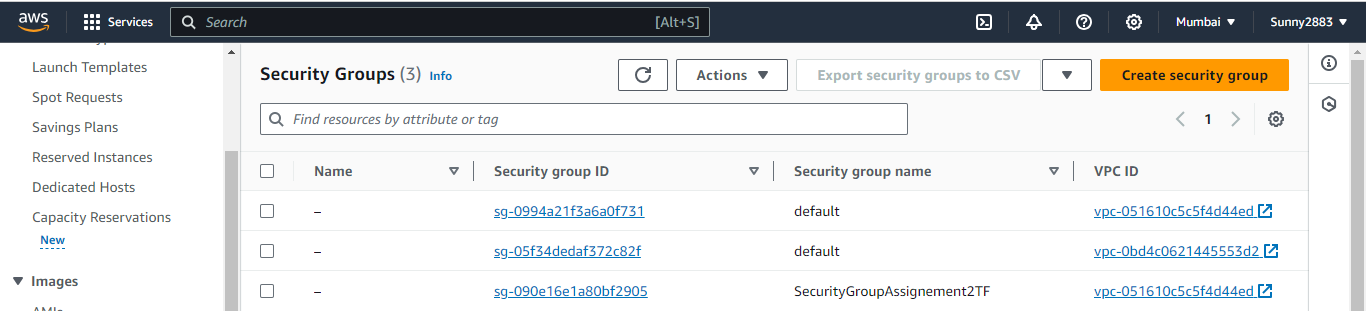 aws Services Search [Alt+S] Mumbai Sunny2883
Launch Templates
Spot Requests
Savings Plans
Reserved Instances
Dedicated Hosts
Capacity Reservations
New
Images
Security Groups (3) Info Actions Export security groups to CSV Create security group
Find resources by attribute or tag 1
Name Security group ID Security group name VPC ID
– sg-0994a21f3a6a0f731 default vpc-051610c5c5f4d44ed
– sg-05f34dedaf372c82f default vpc-0bd4c0621445553d2
– sg-090e16e1a80bf2905 SecurityGroupAssignement2TF vpc-051610c5c5f4d44ed